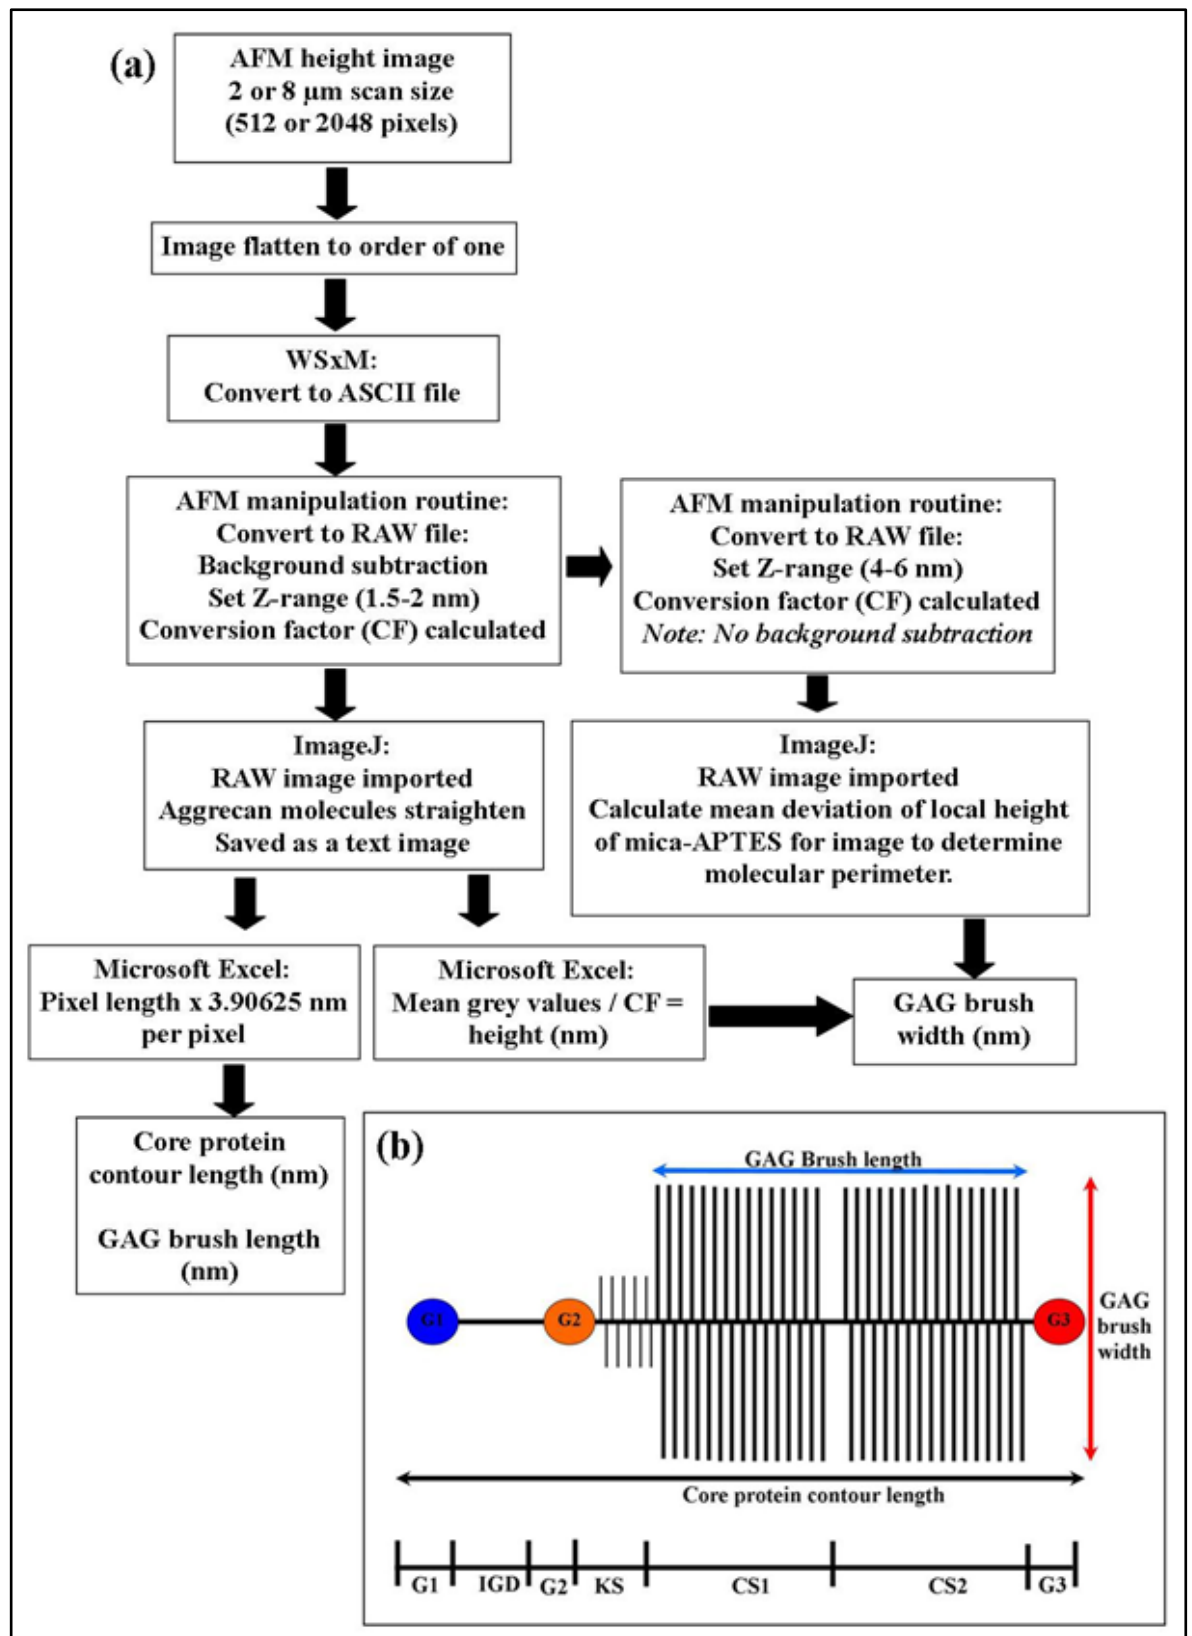 (a)
AFM height image
2 or 8 μm scan size
(512 or 2048 pixels)
Image flatten to order of one
WSxM:
Convert to ASCII file
AFM manipulation routine:
Convert to RAW file:
Background subtraction
Set Z-range (1.5-2 nm)
Conversion factor (CF) calculated
AFM manipulation routine:
Convert to RAW file:
Set Z-range (4-6 nm)
Conversion factor (CF) calculated
Note: No background subtraction
ImageJ:
RAW image imported
Aggrecan molecules straighten
Saved as a text image
ImageJ:
RAW image imported
Calculate mean deviation of local height
of mica-APTES for image to determine
molecular perimeter.
Microsoft Excel:
Pixel length x 3.90625 nm
per pixel
Microsoft Excel:
Mean grey values / CF =
height (nm)
GAG brush
width (nm)
Core protein
contour length (nm)
GAG brush length
(nm)
(b)
GAG Brush length
G1
G2
G3
GAG
brush
width
Core protein contour length
G1 IGD G2 KS CS1 CS2 G3